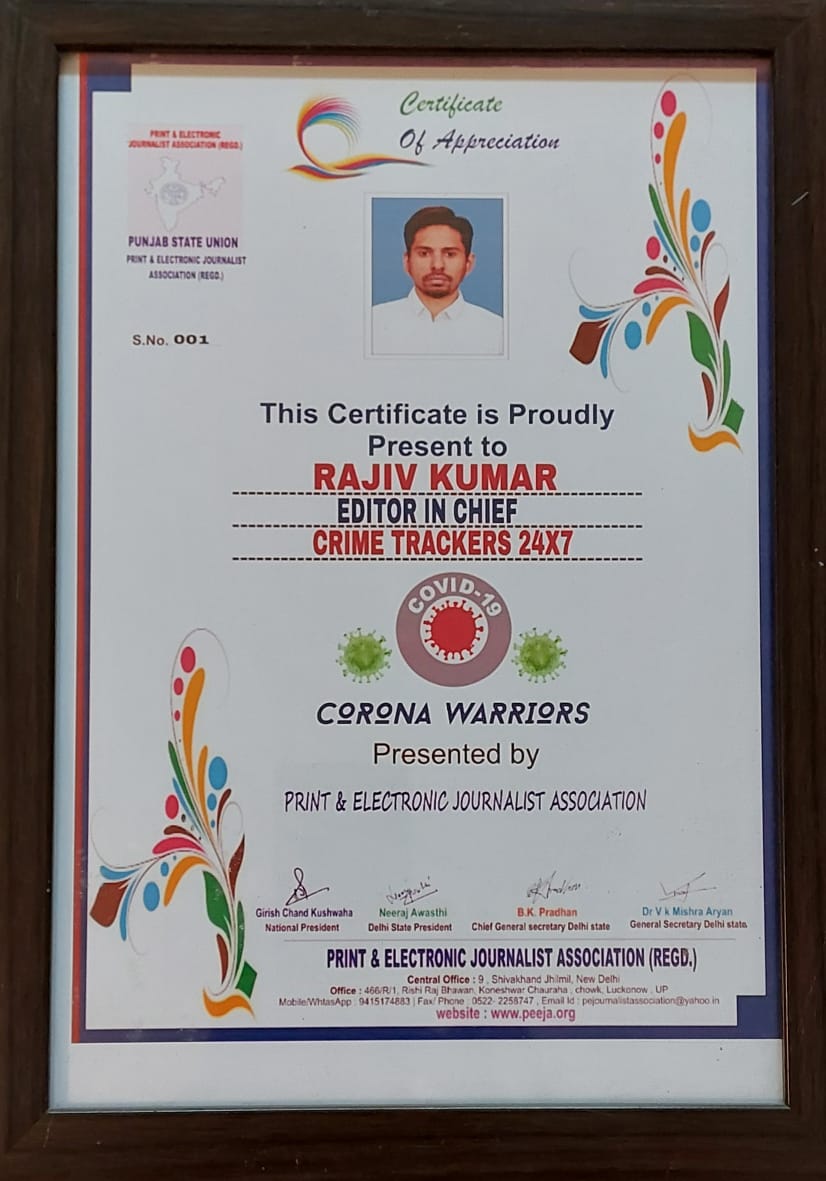 Certificate
Of Appreciation
PRINT & ELECTRONIC
JOURNALIST ASSOCIATION (REGD.)
PUNJAB STATE UNION
PRINT & ELECTRONIC JOURNALIST
ASSOCIATION (REGD.)
S.No. 001
This Certificate is Proudly
Present to
RAJIV KUMAR
EDITOR IN CHIEF
CRIME TRACKERS 24X7
COVID-19
CORONA WARRIORS
Presented by
PRINT & ELECTRONIC JOURNALIST ASSOCIATION
Girish Chand Kushwaha
National President
Neeraj Awasthi
Delhi State President
B.K. Pradhan
Chief General secretary Delhi state
Dr V k Mishra Aryan
General Secretary Delhi state
PRINT & ELECTRONIC JOURNALIST ASSOCIATION (REGD.)
Central Office : 9 , Shivakhand Jhilmil, New Delhi
Office : 466/R/1, Rishi Raj Bhawan, Koneshwar Chauraha , chowk, Luckonow , UP
Mobile/WhtasApp : 9415174883 | Fax/ Phone : 0522- 2258747 , Email Id : pejournalistassociation@yahoo.in
website : www.peeja.org